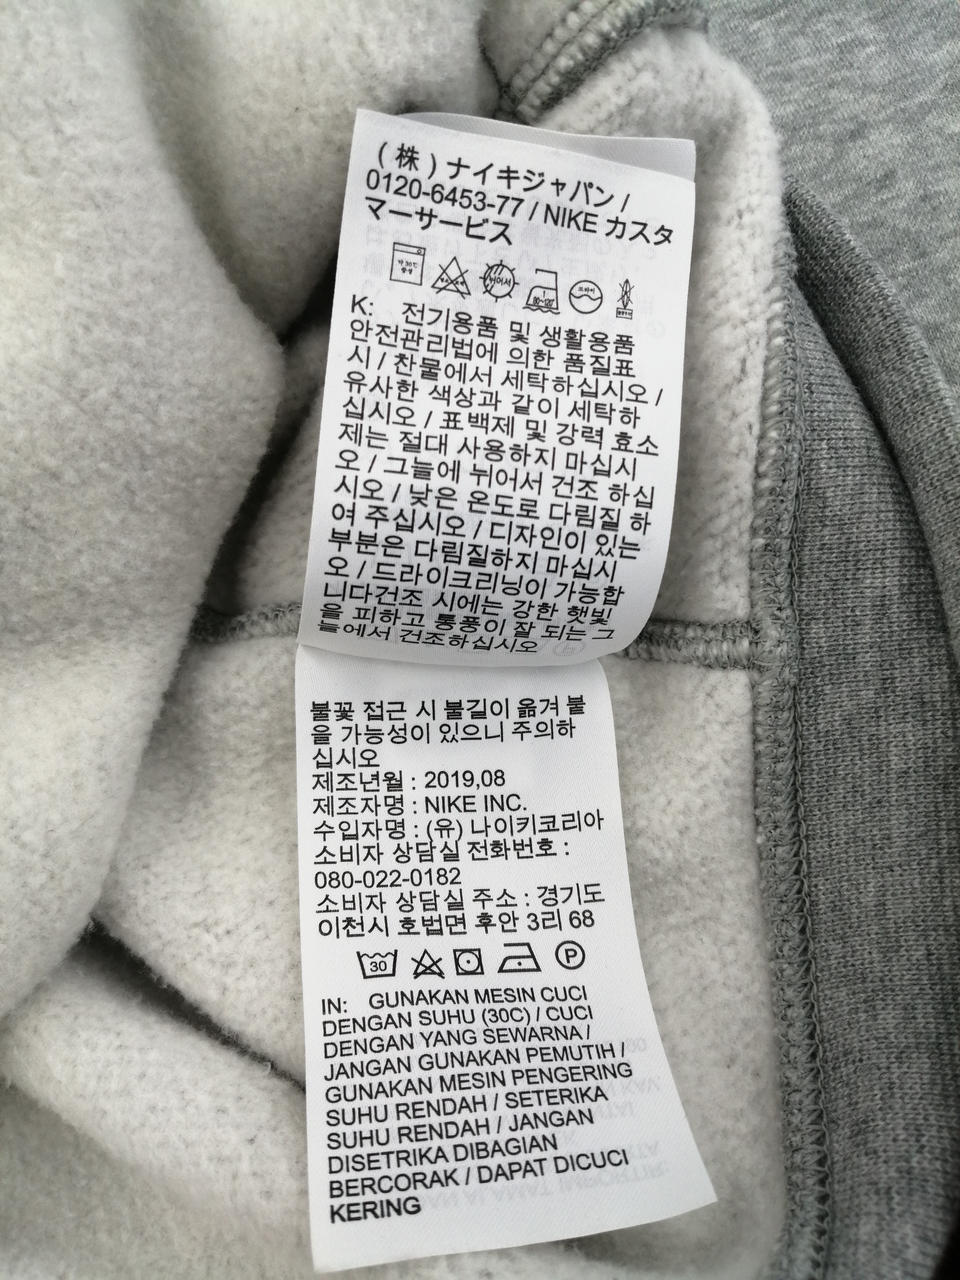 (株)ナイキジャパン /
0120-6453-77 / NIKE カスタ
マーサービス
K: 전기용품 및 생활용품
안전관리법에 의한 품질표
시 / 찬물에서 세탁하십시오 /
유사한 색상과 같이 세탁하
십시오 / 표백제 및 강력 효소
제는 절대 사용하지 마십시
오 / 그늘에 뉘어서 건조 하십
시오 / 낮은 온도로 다림질 하
여 주십시오 / 디자인이 있는
부분은 다림질하지 마십시
오 / 드라이크리닝이 가능합
니다건조 시에는 강한 햇빛
을 피하고 통풍이 잘 되는 그
늘에서 건조하십시오
불꽃 접근 시 불길이 옮겨 붙
을 가능성이 있으니 주의하
십시오
제조년월 : 2019,08
제조자명 : NIKE INC.
수입자명 : (유) 나이키코리아
소비자 상담실 전화번호 :
080-022-0182
소비자 상담실 주소 : 경기도
이천시 호법면 후안 3리 68
30 P
IN: GUNAKAN MESIN CUCI
DENGAN SUHU (30C) / CUCI
DENGAN YANG SEWARNA /
JANGAN GUNAKAN PEMUTIH /
GUNAKAN MESIN PENGERING
SUHU RENDAH / SETERIKA
SUHU RENDAH / JANGAN
DISETRIKA DIBAGIAN
BERCORAK / DAPAT DICUCI
KERING